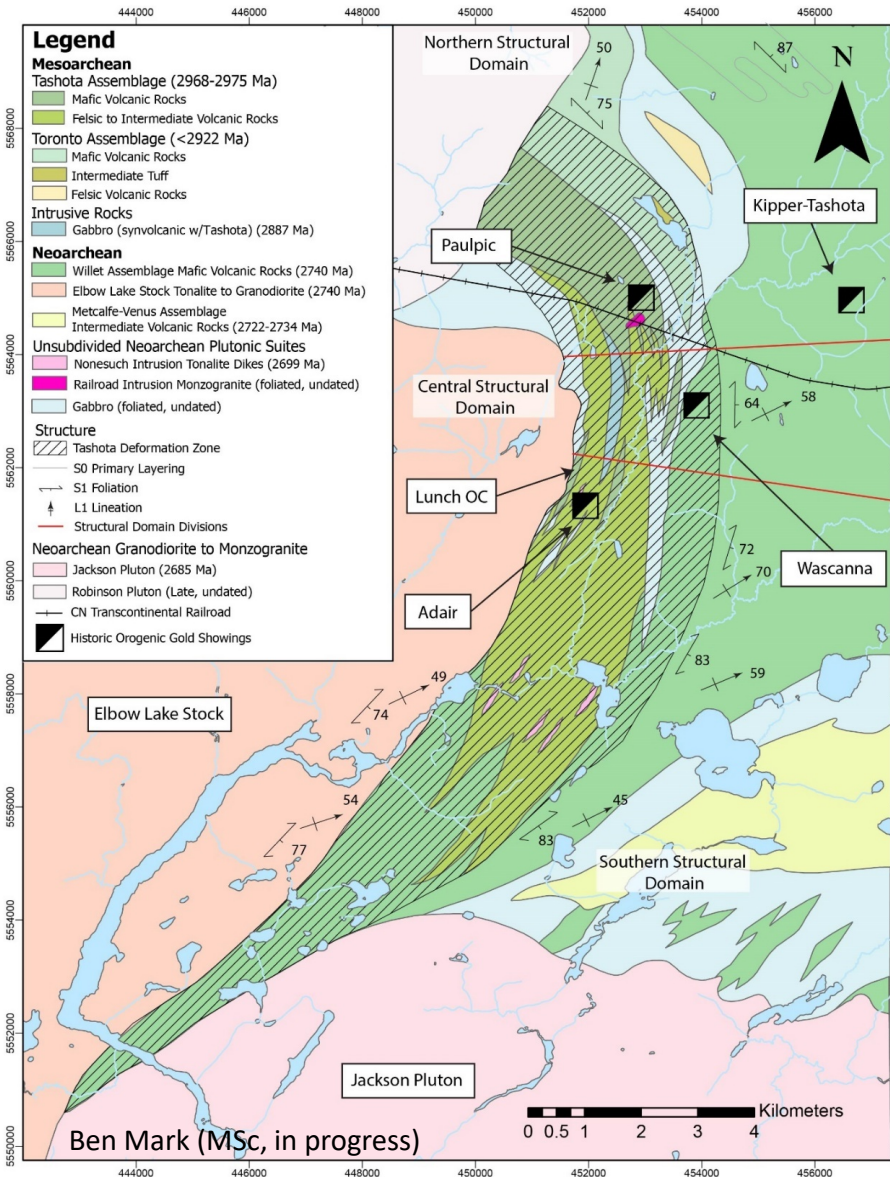 444000
446000
448000
450000
452000
454000
456000
Legend
Mesoarchean
Tashota Assemblage (2968-2975 Ma)
Mafic Volcanic Rocks
Felsic to Intermediate Volcanic Rocks
Toronto Assemblage (<2922 Ma)
Mafic Volcanic Rocks
Intermediate Tuff
Felsic Volcanic Rocks
Intrusive Rocks
Gabbro (synvolcanic w/Tashota) (2887 Ma)
Neoarchean
Willet Assemblage Mafic Volcanic Rocks (2740 Ma)
Elbow Lake Stock Tonalite to Granodiorite (2740 Ma)
Metcalfe-Venus Assemblage
Intermediate Volcanic Rocks (2722-2734 Ma)
Unsubdivided Neoarchean Plutonic Suites
Nonesuch Intrusion Tonalite Dikes (2699 Ma)
Railroad Intrusion Monzogranite (foliated, undated)
Gabbro (foliated, undated)
Structure
Tashota Deformation Zone
S0 Primary Layering
S1 Foliation
L1 Lineation
Structural Domain Divisions
Neoarchean Granodiorite to Monzogranite
Jackson Pluton (2685 Ma)
Robinson Pluton (Late, undated)
CN Transcontinental Railroad
Historic Orogenic Gold Showings
Northern Structural
Domain
50
75
87
N
Kipper-Tashota
Paulpic
Central Structural
Domain
64
58
Lunch OC
Wascanna
72
70
Adair
83
59
49
74
Elbow Lake Stock
54
77
45
83
Southern Structural
Domain
Jackson Pluton
Kilometers
0 0.5 1 2 3 4
Ben Mark (MSc, in progress)
5568000
5566000
5564000
5562000
5560000
5558000
5556000
5554000
5552000
5550000
444000
446000
448000
450000
452000
454000
456000